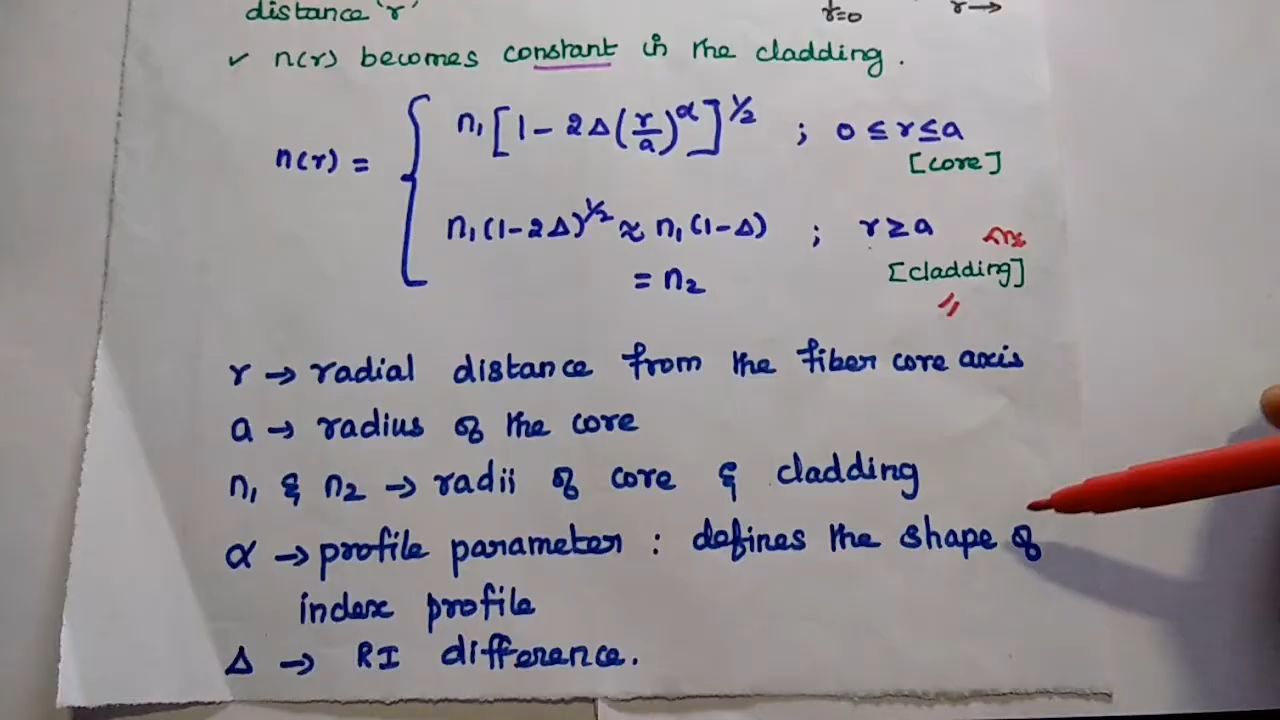 distance 'r'
r=0 r→
✓ n(r) becomes constant in the cladding.
n(r) = { n₁[1-2Δ(r/a)^α]^1/2 ; 0≤r≤a
[core]
n₁(1-2Δ)^1/2 ≈ n₁(1-Δ) ; r≥a
= n₂ [cladding]
r → radial distance from the fiber core axis
a → radius of the core
n₁ & n₂ → radii of core & cladding
α → profile parameter : defines the shape of
index profile
Δ → RI difference.